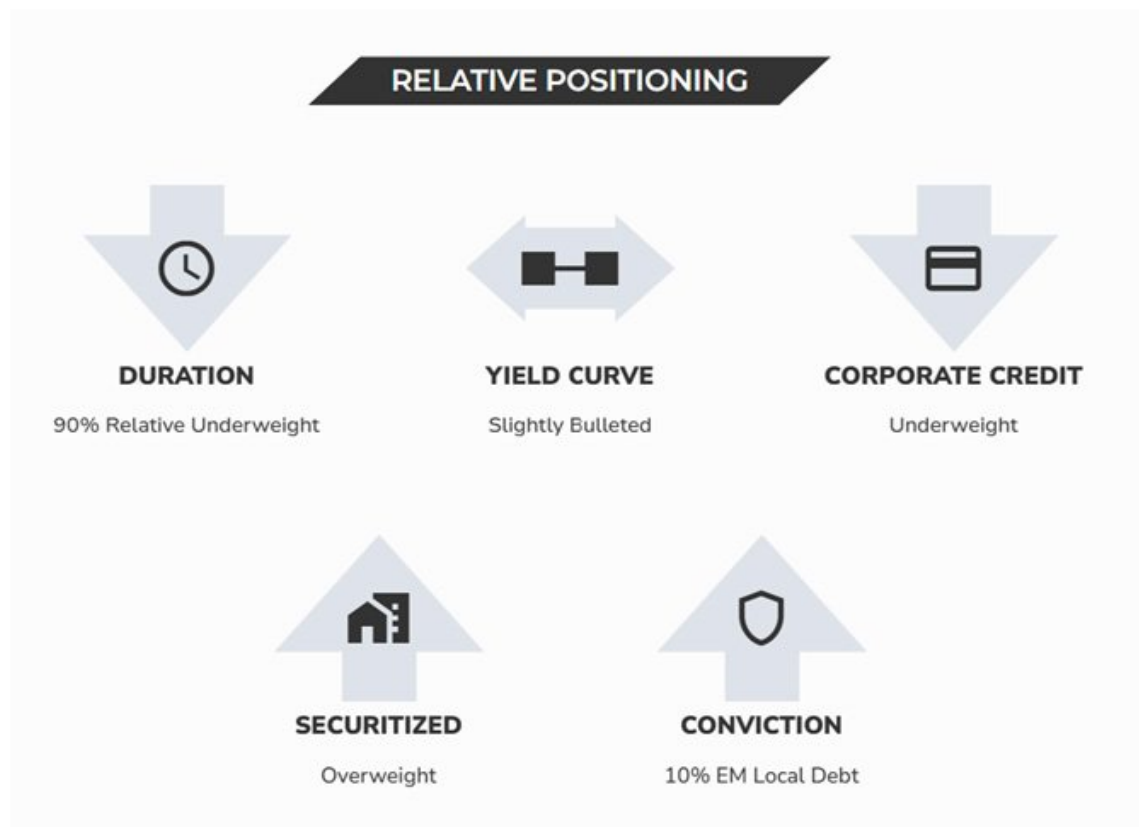 RELATIVE POSITIONING
DURATION
90% Relative Underweight
YIELD CURVE
Slightly Bulleted
CORPORATE CREDIT
Underweight
SECURITIZED
Overweight
CONVICTION
10% EM Local Debt